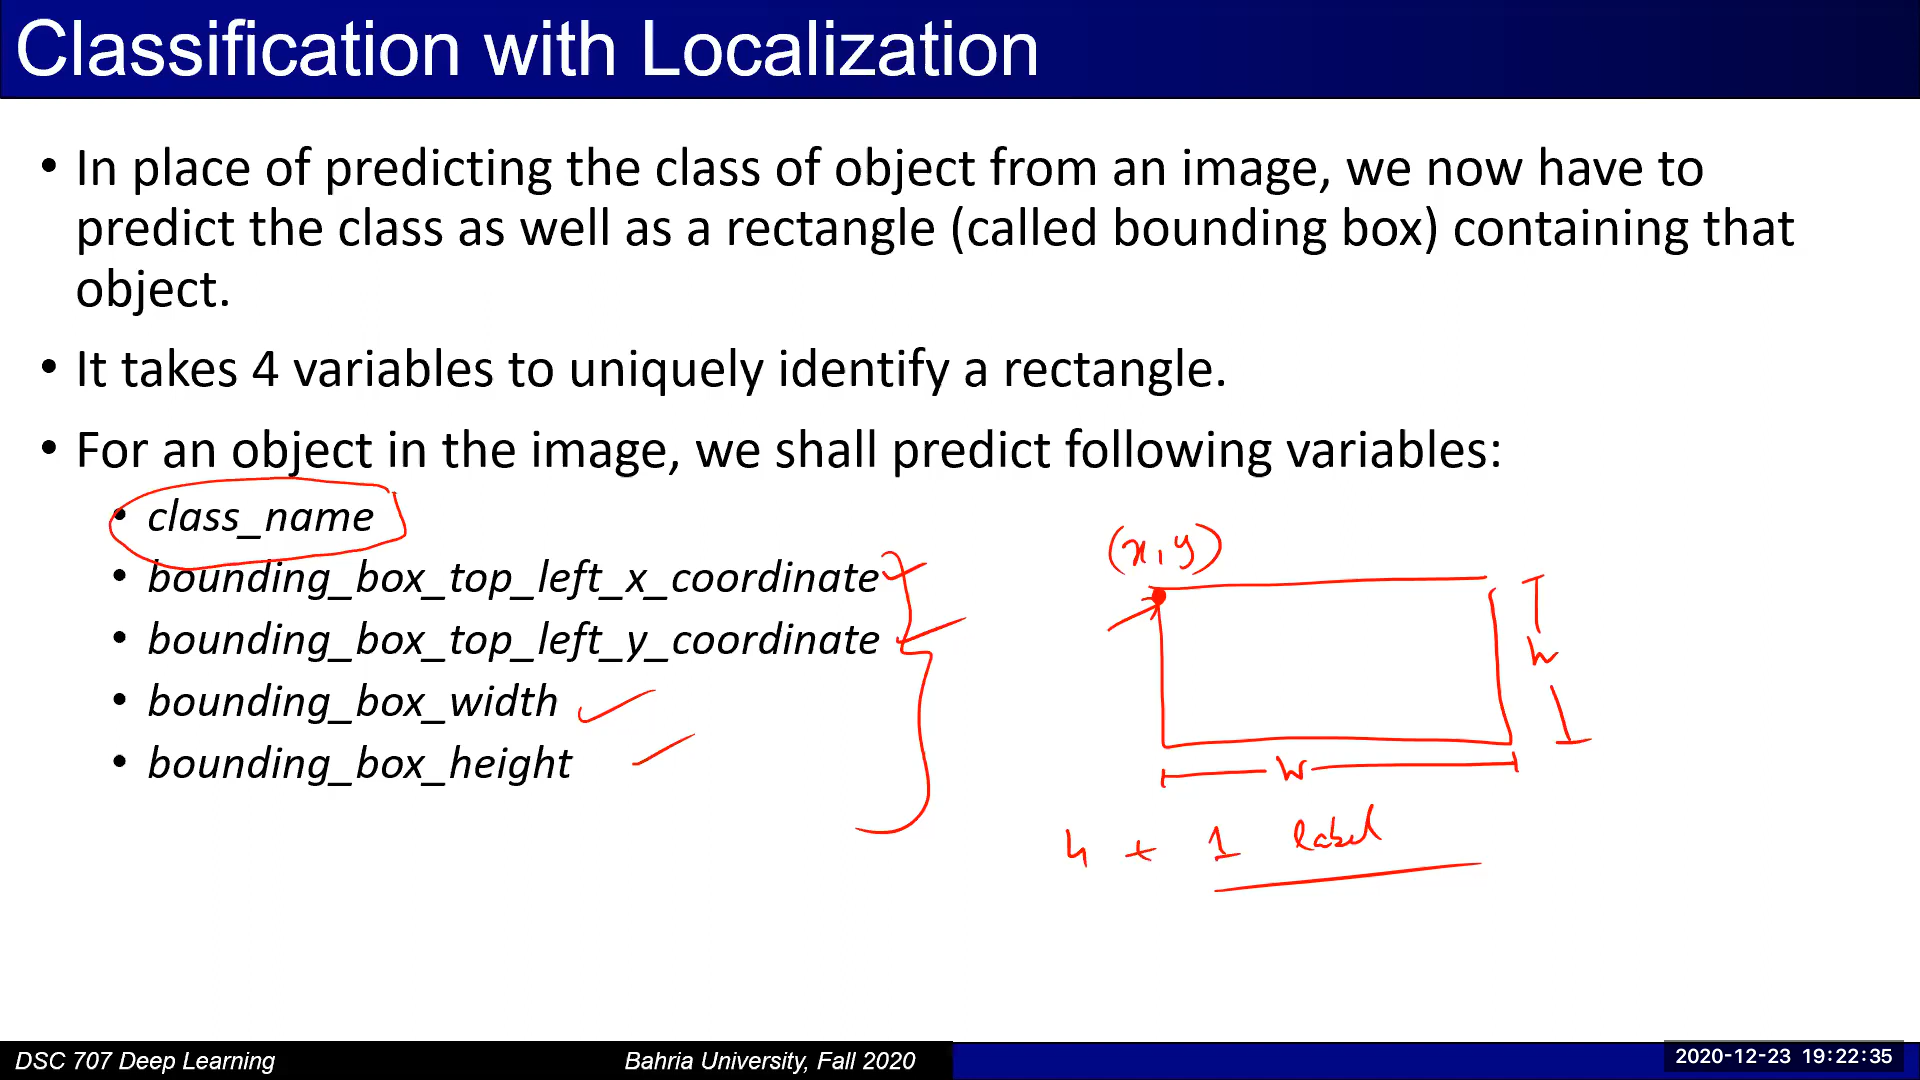 Classification with Localization
• In place of predicting the class of object from an image, we now have to
predict the class as well as a rectangle (called bounding box) containing that
object.
• It takes 4 variables to uniquely identify a rectangle.
• For an object in the image, we shall predict following variables:
• class_name
• bounding_box_top_left_x_coordinate
• bounding_box_top_left_y_coordinate
• bounding_box_width
• bounding_box_height
(x, y)
h
W
4 + 1 label
DSC 707 Deep Learning
Bahria University, Fall 2020
2020-12-23 19:22:35